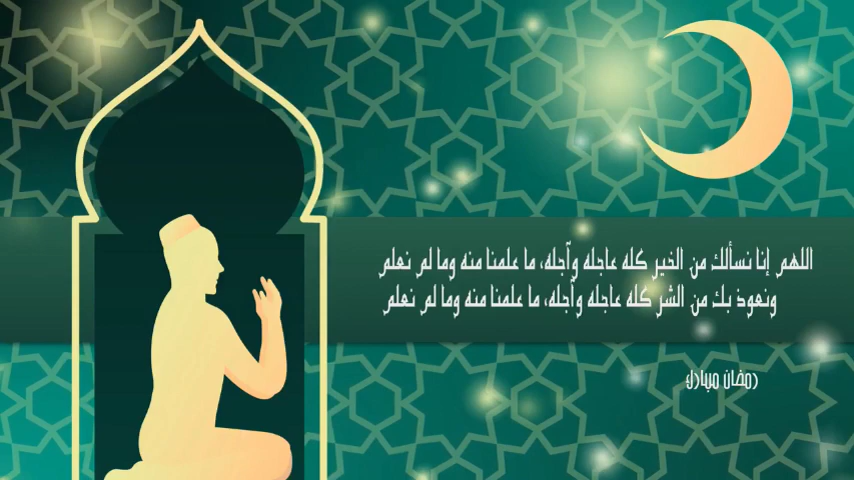 اللهم إنا نسألك من الخير كله عاجله وآجله، ما علمنا منه وما لم نعلم
ونعوذ بك من الشر كله عاجله وآجله، ما علمنا منه وما لم نعلم
رمضان مبارك